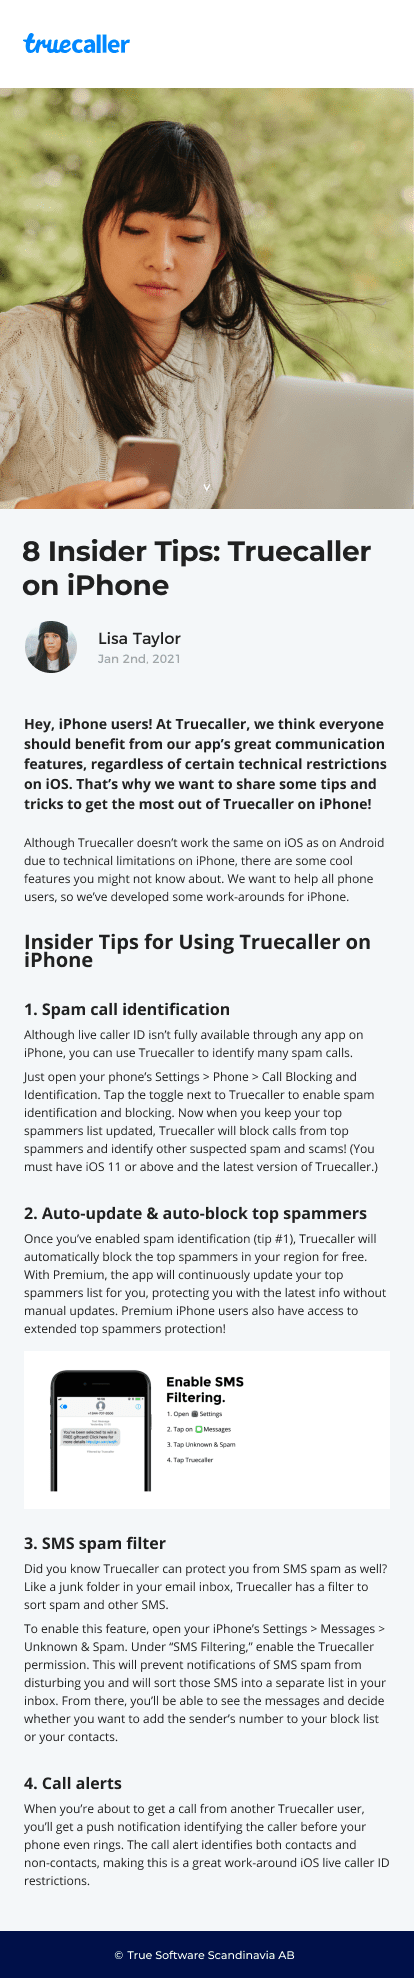 truecaller
8 Insider Tips: Truecaller
on iPhone
Lisa Taylor
Jan 2nd, 2021
Hey, iPhone users! At Truecaller, we think everyone
should benefit from our app’s great communication
features, regardless of certain technical restrictions
on iOS. That’s why we want to share some tips and
tricks to get the most out of Truecaller on iPhone!
Although Truecaller doesn’t work the same on iOS as on Android
due to technical limitations on iPhone, there are some cool
features you might not know about. We want to help all phone
users, so we’ve developed some work-arounds for iPhone.
Insider Tips for Using Truecaller on
iPhone
1. Spam call identification
Although live caller ID isn’t fully available through any app on
iPhone, you can use Truecaller to identify many spam calls.
Just open your phone’s Settings > Phone > Call Blocking and
Identification. Tap the toggle next to Truecaller to enable spam
identification and blocking. Now when you keep your top
spammers list updated, Truecaller will block calls from top
spammers and identify other suspected spam and scams! (You
must have iOS 11 or above and the latest version of Truecaller.)
2. Auto-update & auto-block top spammers
Once you’ve enabled spam identification (tip #1), Truecaller will
automatically block the top spammers in your region for free.
With Premium, the app will continuously update your top
spammers list for you, protecting you with the latest info without
manual updates. Premium iPhone users also have access to
extended top spammers protection!
You've been selected to win a
FREE giftcard! Click here for
more details
Enable SMS
Filtering.
1. Open Settings
2. Tap on Messages
3. Tap Unknown & Spam
4. Tap Truecaller
3. SMS spam filter
Did you know Truecaller can protect you from SMS spam as well?
Like a junk folder in your email inbox, Truecaller has a filter to
sort spam and other SMS.
To enable this feature, open your iPhone’s Settings > Messages >
Unknown & Spam. Under “SMS Filtering,” enable the Truecaller
permission. This will prevent notifications of SMS spam from
disturbing you and will sort those SMS into a separate list in your
inbox. From there, you’ll be able to see the messages and decide
whether you want to add the sender’s number to your block list
or your contacts.
4. Call alerts
When you’re about to get a call from another Truecaller user,
you’ll get a push notification identifying the caller before your
phone even rings. The call alert identifies both contacts and
non-contacts, making this is a great work-around iOS live caller ID
restrictions.
© True Software Scandinavia AB